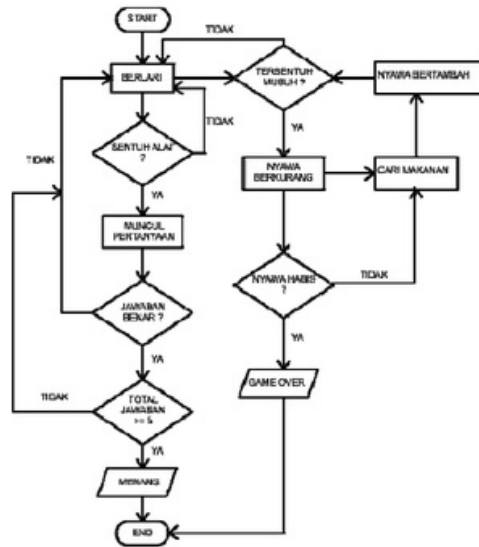 START
TIDAK
BERLARI
TERSENTUH
MUSUH ?
NYAWA BERTAMBAH
TIDAK
TIDAK
SENTUH ALAT
?
YA
YA
NYAWA
BERKURANG
CARI MAKANAN
MUNCUL
PERTANYAAN
NYAWA HABIS
?
TIDAK
JAWABAN
BENAR ?
YA
YA
TIDAK
TOTAL
JAWABAN
GAME OVER
YA
MENANG
END